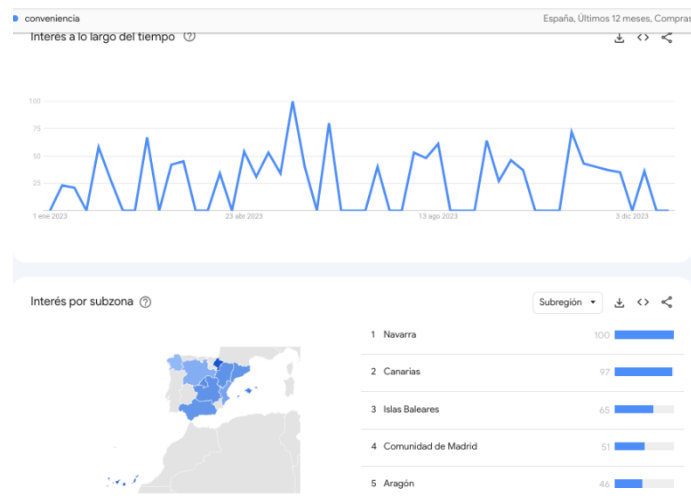 conveniencia España, Últimos 12 meses, Compras
Interés a lo largo del tiempo
100
75
50
25
1 ene 2023 23 abr 2023 13 ago 2023 3 dic 2023
Interés por subzona Subregión
1 Navarra 100
2 Canarias 97
3 Islas Baleares 65
4 Comunidad de Madrid 51
5 Aragón 46